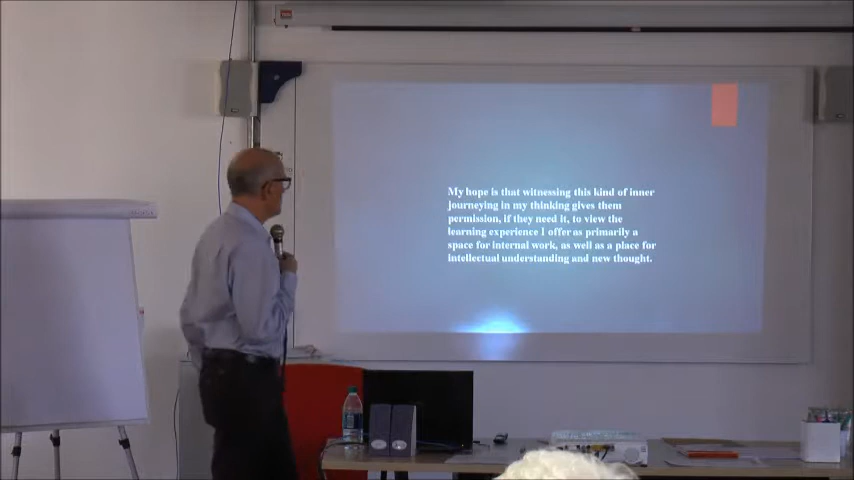 My hope is that witnessing this kind of inner
journeying in my thinking gives them
permission, if they need it, to view the
learning experience I offer as primarily a
space for internal work, as well as a place for
intellectual understanding and new thought.